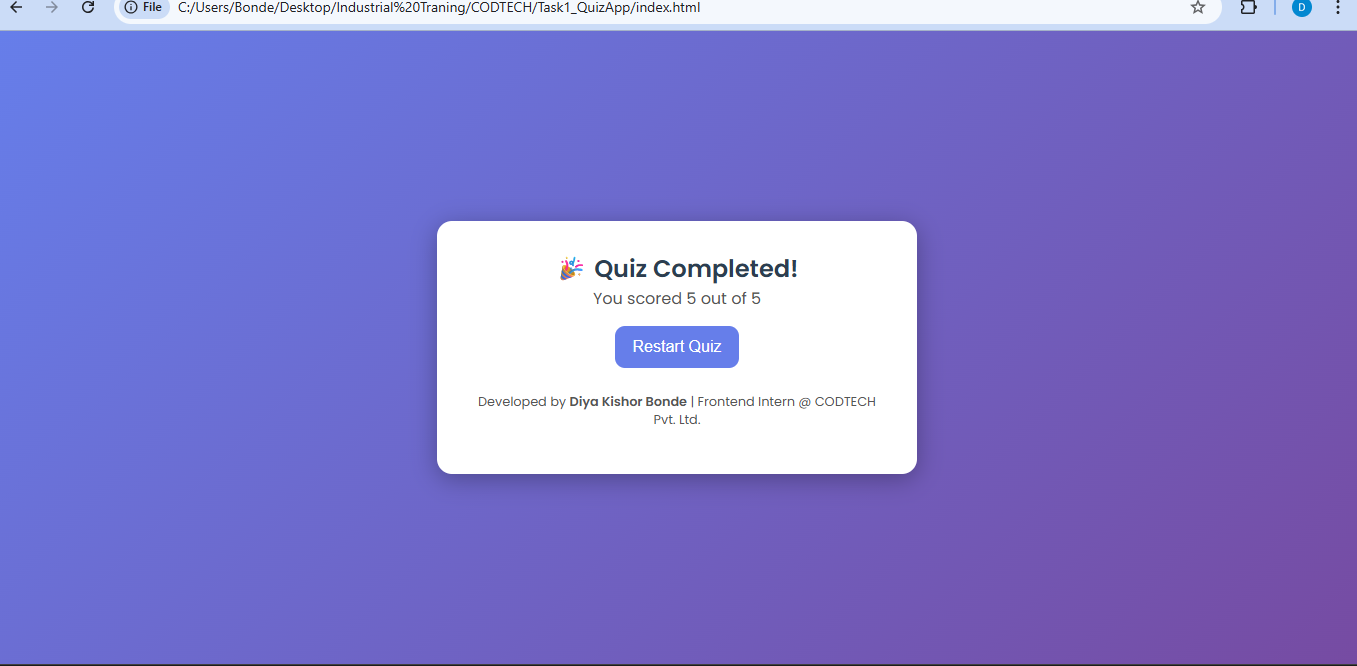 File C:/Users/Bonde/Desktop/Industrial%20Traning/CODTECH/Task1_QuizApp/index.html D
🎉 Quiz Completed!
You scored 5 out of 5
Restart Quiz
Developed by Diya Kishor Bonde | Frontend Intern @ CODTECH
Pvt. Ltd.